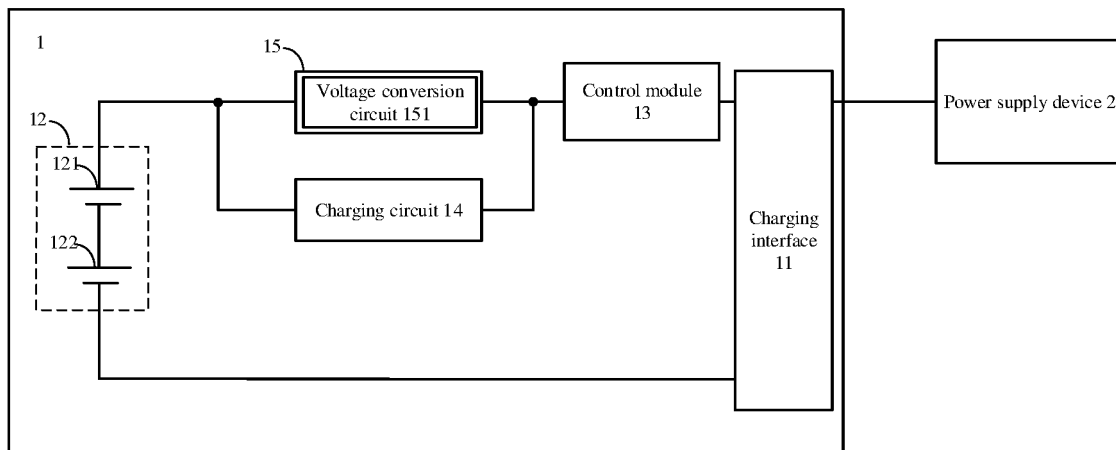 1
15
Voltage conversion
circuit 151
Control module
13
Power supply device 2
12
121
Charging circuit 14
Charging
interface
11
122